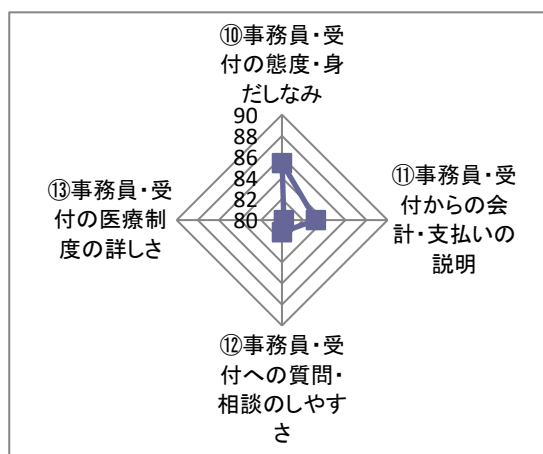 ⑩事務員・受
付の態度・身
だしなみ
90
88
86
84
82
80
⑪事務員・受
付からの会
計・支払いの
説明
⑬事務員・受
付の医療制
度の詳しさ
⑫事務員・受
付への質問・
相談のしやす
さ